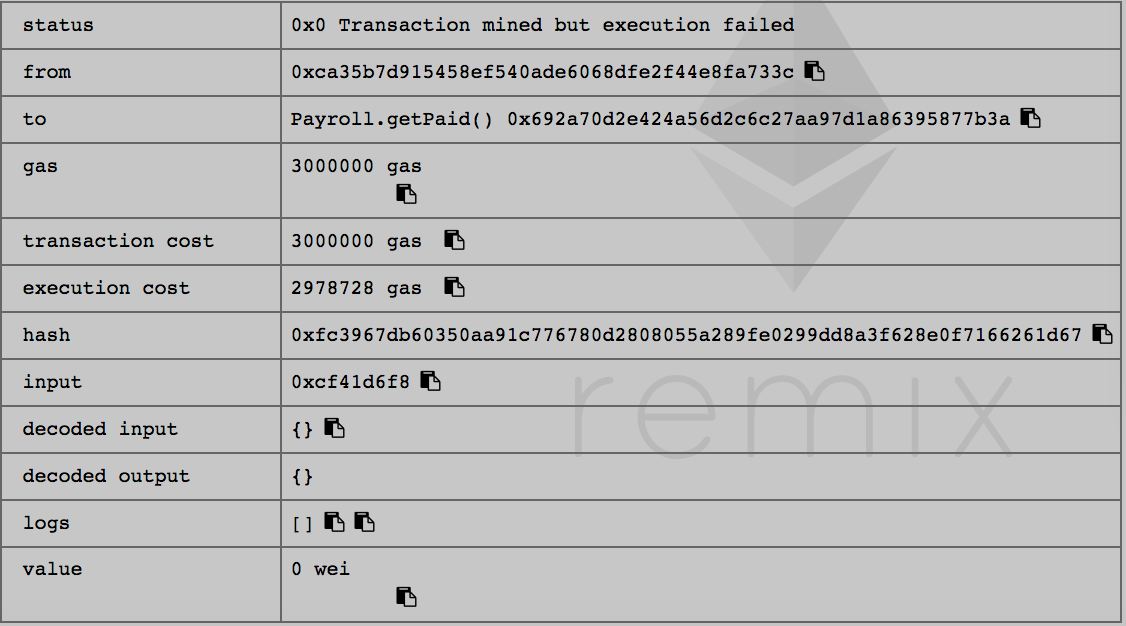 status 0x0 Transaction mined but execution failed
from 0xca35b7d915458ef540ade6068dfe2f44e8fa733c
to Payroll.getPaid() 0x692a70d2e424a56d2c6c27aa97d1a86395877b3a
gas 3000000 gas
transaction cost 3000000 gas
execution cost 2978728 gas
hash 0xfc3967db60350aa91c776780d2808055a289fe0299dd8a3f628e0f7166261d67
input 0xcf41d6f8
decoded input {}
decoded output {}
remix
logs []
value 0 wei